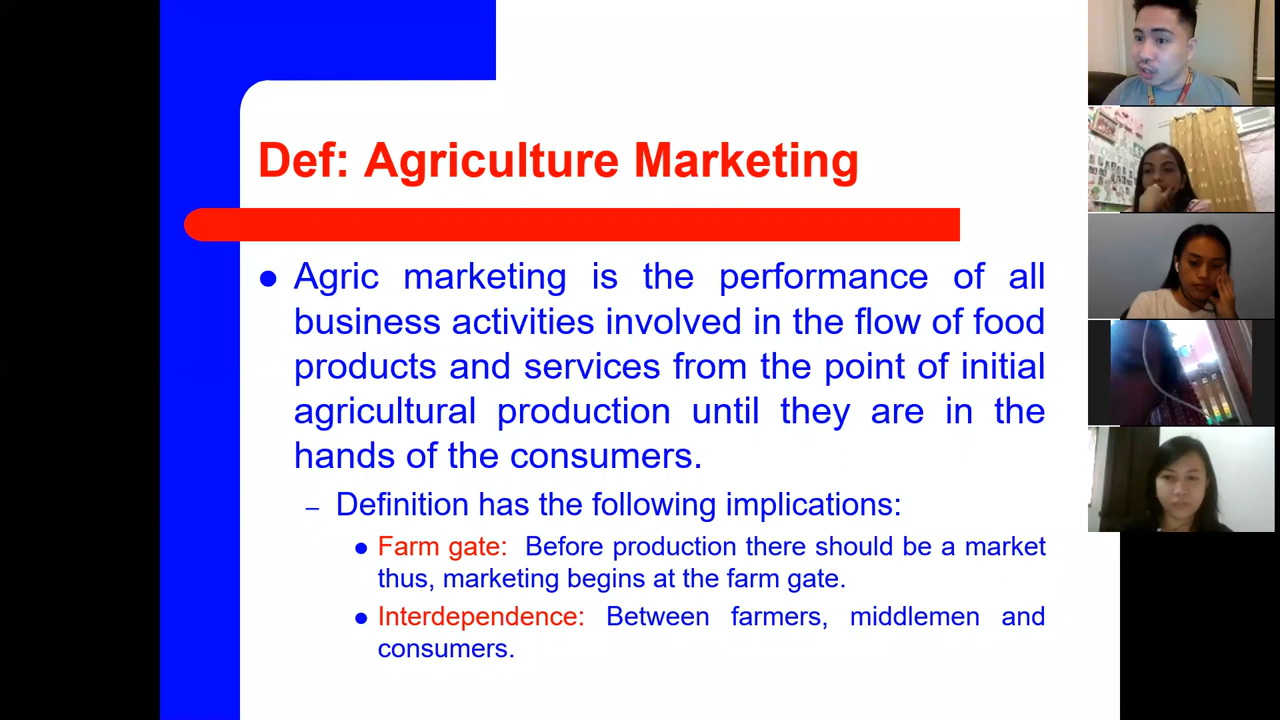 Def: Agriculture Marketing
● Agric marketing is the performance of all
business activities involved in the flow of food
products and services from the point of initial
agricultural production until they are in the
hands of the consumers.
– Definition has the following implications:
● Farm gate: Before production there should be a market
thus, marketing begins at the farm gate.
● Interdependence: Between farmers, middlemen and
consumers.